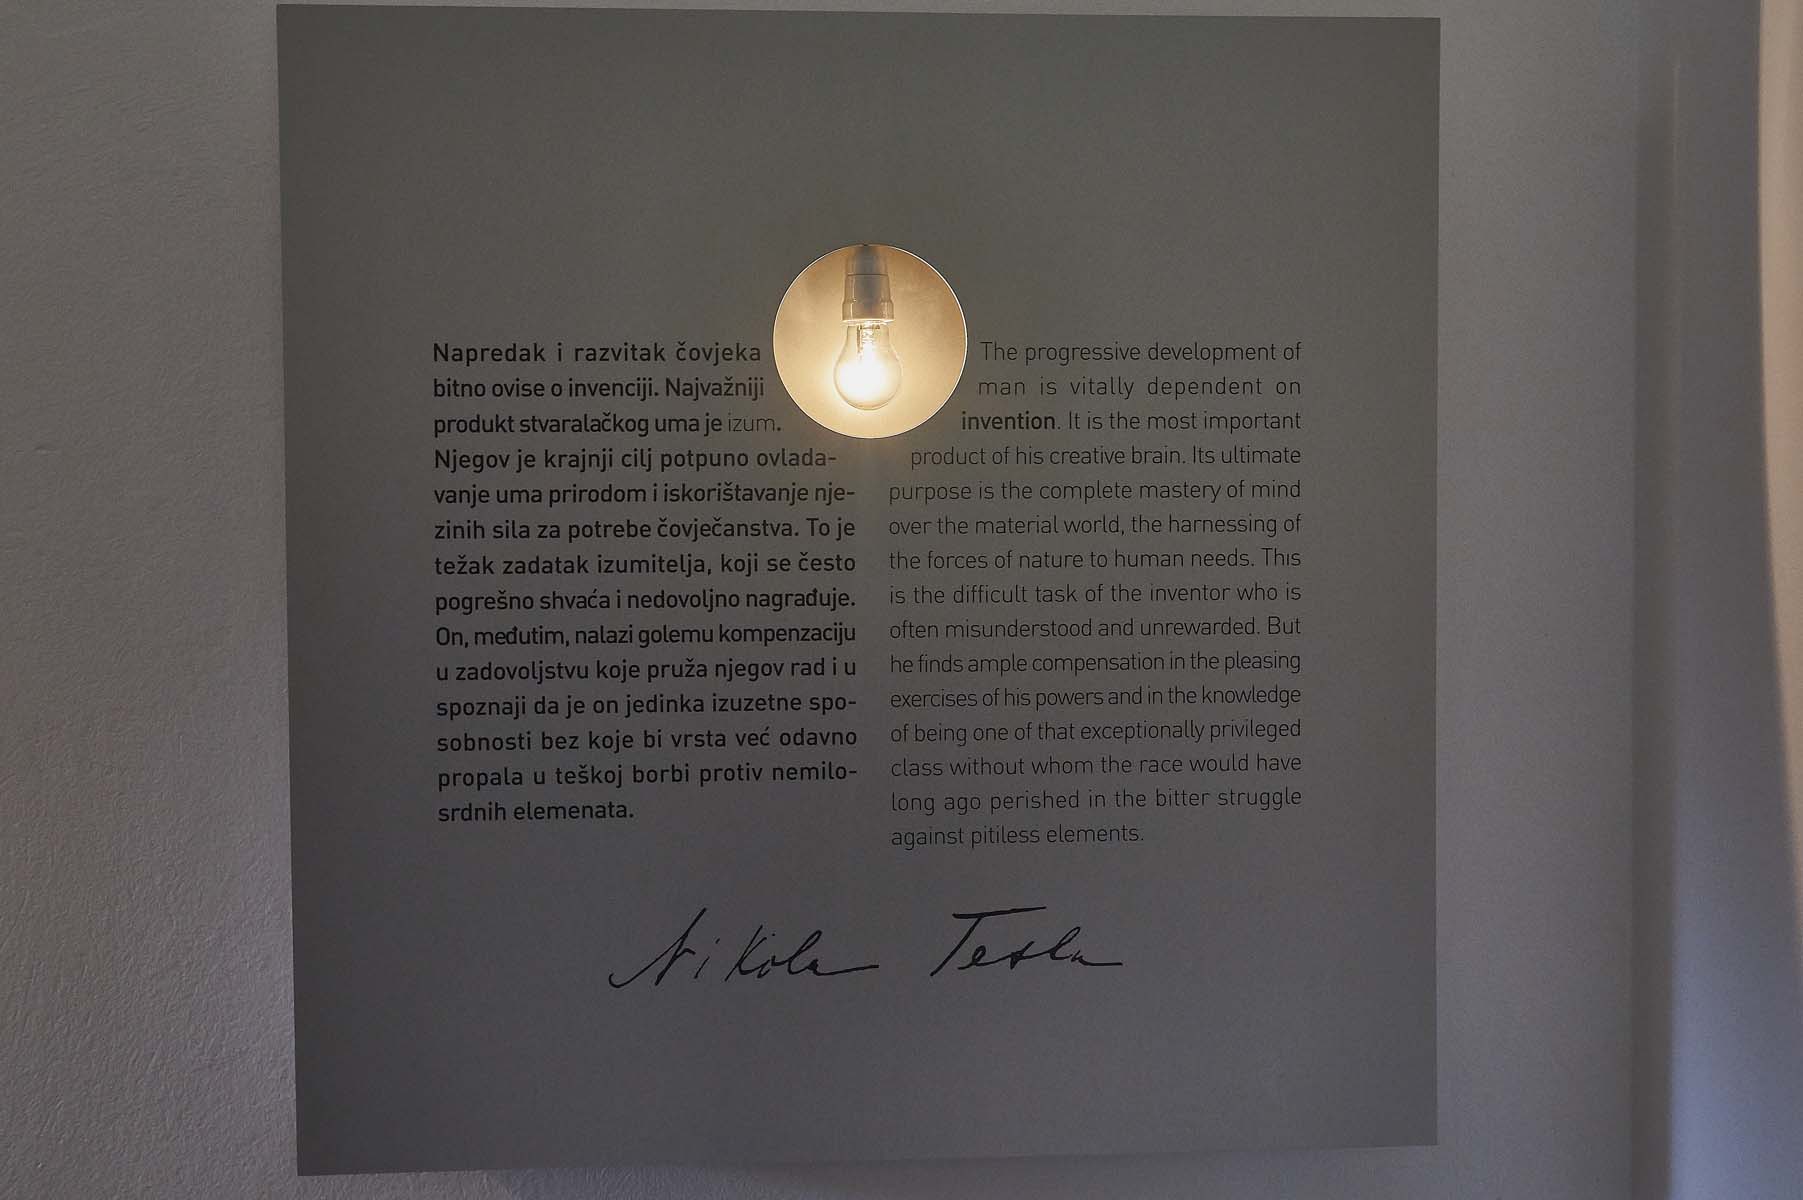 Napredak i razvitak čovjeka
bitno ovise o invenciji. Najvažniji
produkt stvaralačkog uma je izum.
Njegov je krajnji cilj potpuno ovlada-
vanje uma prirodom i iskorištavanje nje-
zinih sila za potrebe čovječanstva. To je
težak zadatak izumitelja, koji se često
pogrešno shvaća i nedovoljno nagrađuje.
On, međutim, nalazi golemu kompenzaciju
u zadovoljstvu koje pruža njegov rad i u
spoznaji da je on jedinka izuzetne spo-
sobnosti bez koje bi vrsta već odavno
propala u teškoj borbi protiv nemilo-
srdnih elemenata.
The progressive development of
man is vitally dependent on
invention. It is the most important
product of his creative brain. Its ultimate
purpose is the complete mastery of mind
over the material world, the harnessing of
the forces of nature to human needs. This
is the difficult task of the inventor who is
often misunderstood and unrewarded. But
he finds ample compensation in the pleasing
exercises of his powers and in the knowledge
of being one of that exceptionally privileged
class without whom the race would have
long ago perished in the bitter struggle
against pitiless elements.
Nikola Tesla